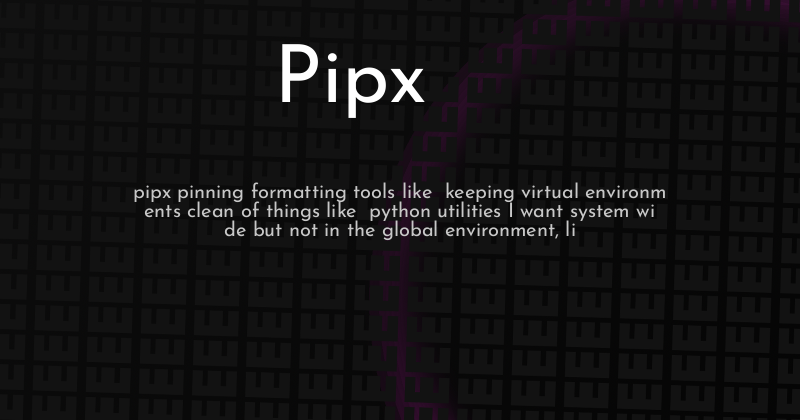 Pipx
pipx pinning formatting tools like  keeping virtual environm
ents clean of things like  python utilities I want system wi
de but not in the global environment, li